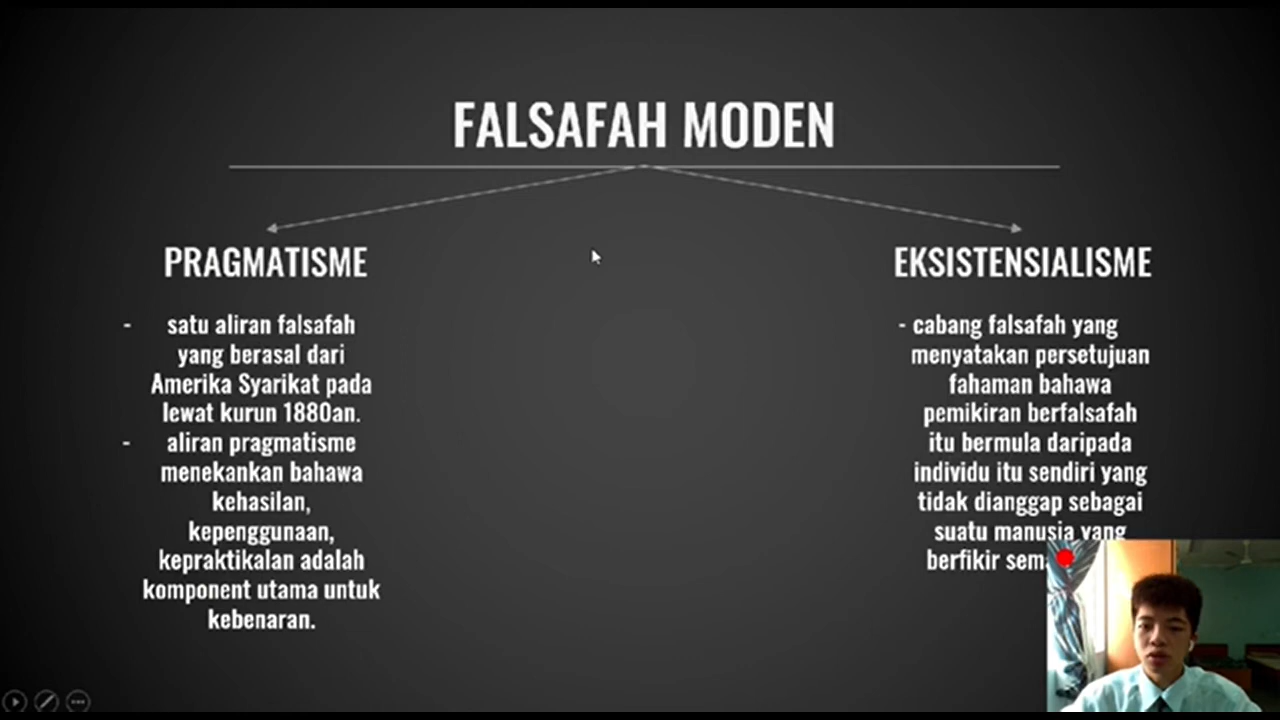 FALSAFAH MODEN
PRAGMATISME
- satu aliran falsafah
yang berasal dari
Amerika Syarikat pada
lewat kurun 1880an.
- aliran pragmatisme
menekankan bahawa
kehasilan,
kepenggunaan,
kepraktikalan adalah
komponent utama untuk
kebenaran.
EKSISTENSIALISME
- cabang falsafah yang
menyatakan persetujuan
fahaman bahawa
pemikiran berfalsafah
itu bermula daripada
individu itu sendiri yang
tidak dianggap sebagai
suatu manusia yang
berfikir